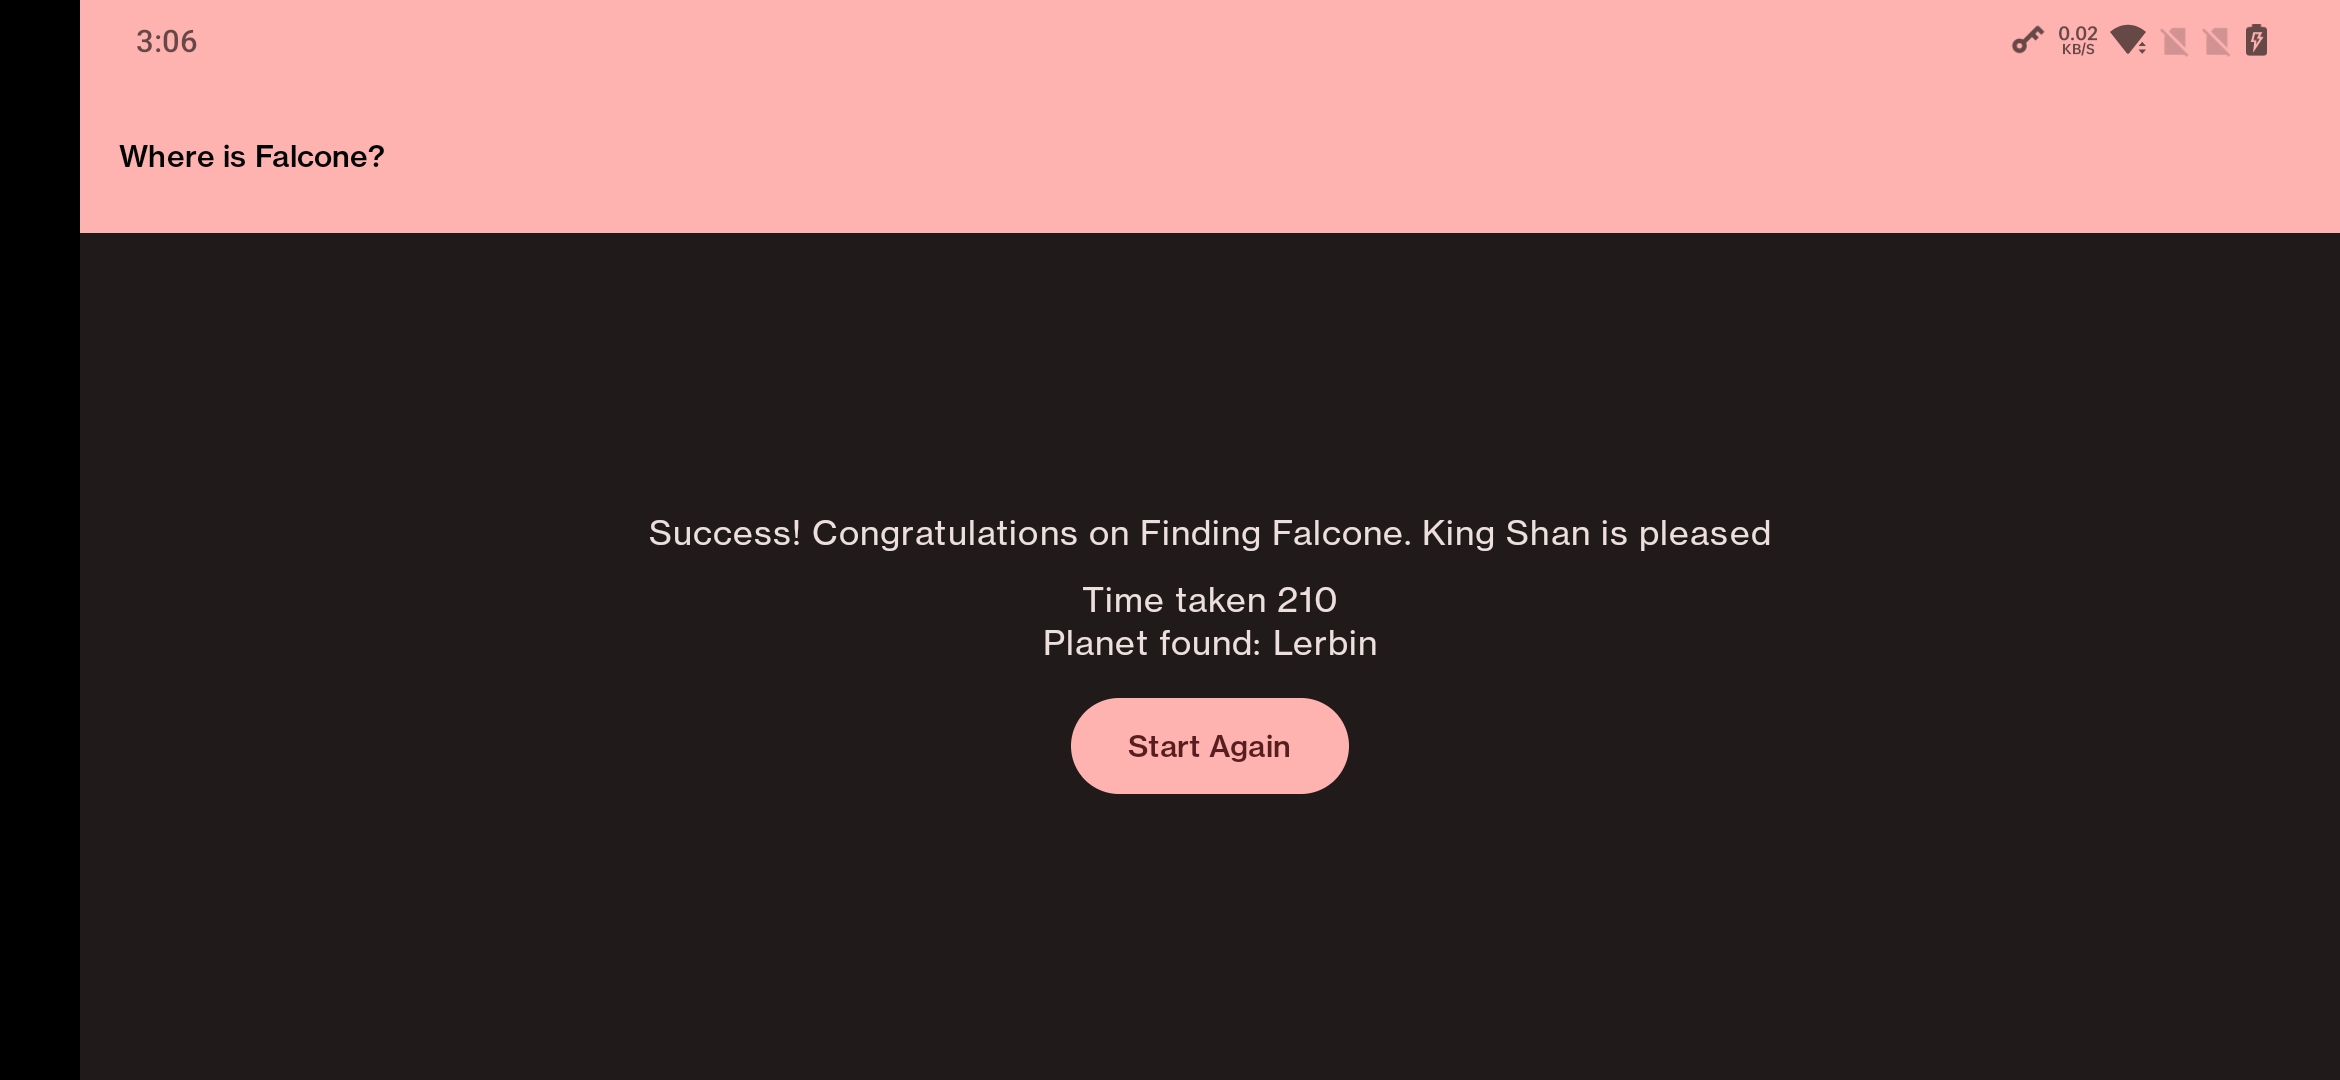 3:06
0.02
KB/S
Where is Falcone?
Success! Congratulations on Finding Falcone. King Shan is pleased
Time taken 210
Planet found: Lerbin
Start Again